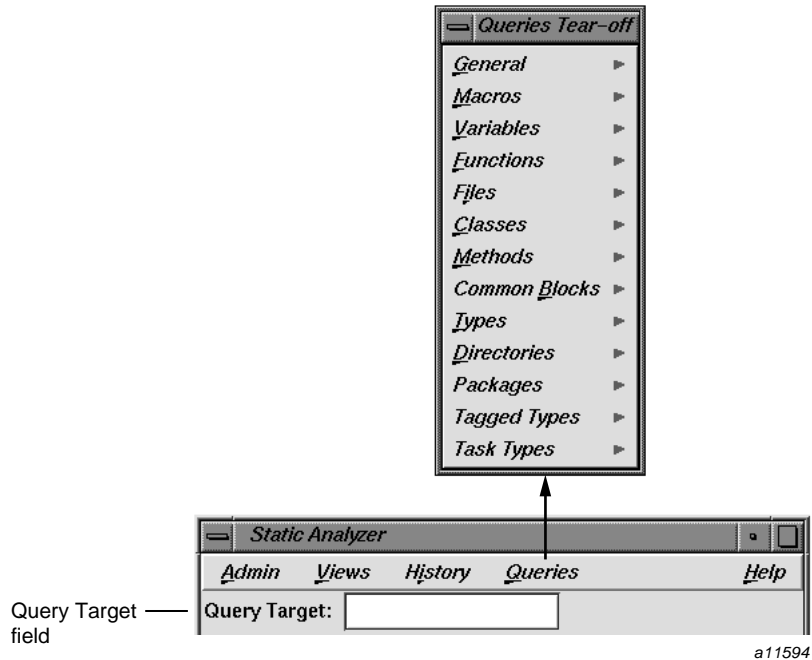 Queries Tear-off
General
Macros
Variables
Functions
Files
Classes
Methods
Common Blocks
Types
Directories
Packages
Tagged Types
Task Types
Static Analyzer
Admin Views History Queries Help
Query Target field
Query Target:
a11594